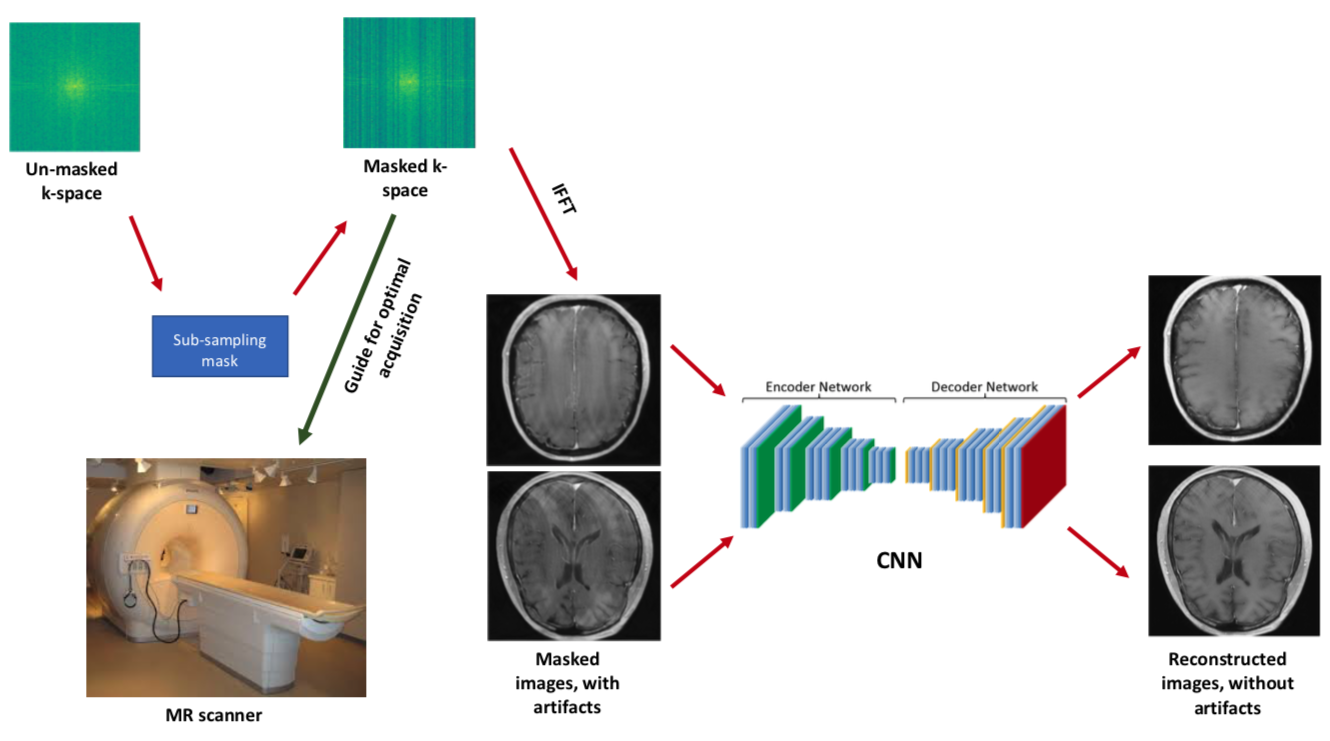 Un-masked
k-space
Masked k-
space
IFFT
Sub-sampling
mask
Guide for optimal
acquisition
MR scanner
Masked
images, with
artifacts
Encoder Network
Decoder Network
CNN
Reconstructed
images, without
artifacts